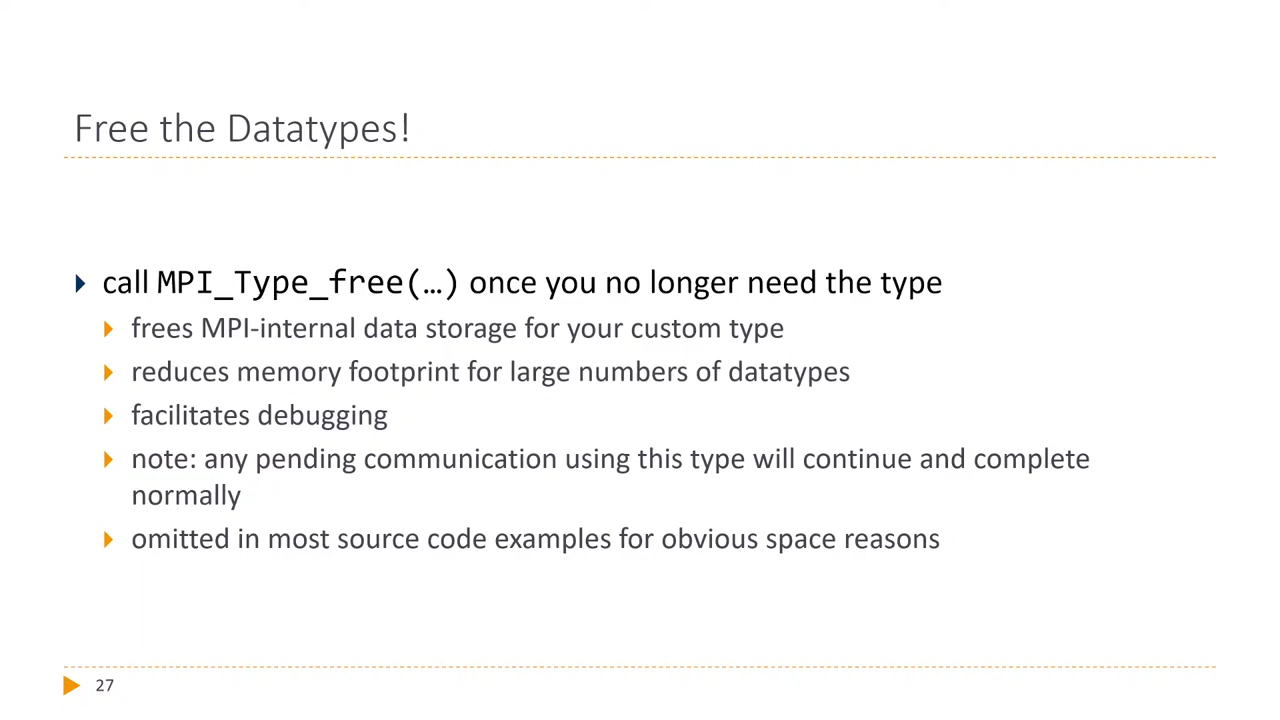 Free the Datatypes!
call MPI_Type_free(…) once you no longer need the type
frees MPI-internal data storage for your custom type
reduces memory footprint for large numbers of datatypes
facilitates debugging
note: any pending communication using this type will continue and complete
normally
omitted in most source code examples for obvious space reasons
27